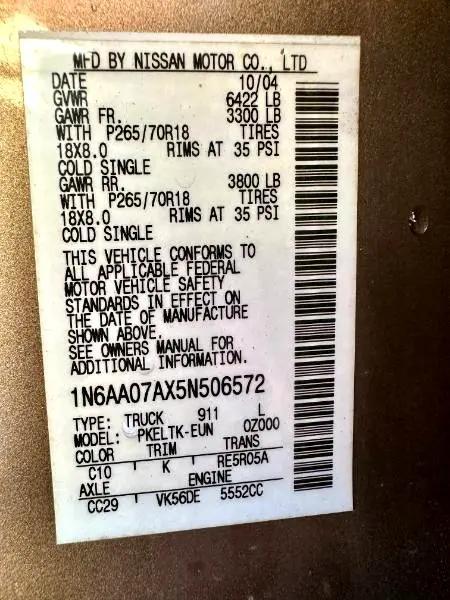 MFD BY NISSAN MOTOR CO., LTD
DATE 10/04
GVWR 6422 LB
GAWR FR. 3300 LB
WITH P265/70R18 TIRES
18X8.0 RIMS AT 35 PSI
COLD SINGLE
GAWR RR. 3800 LB
WITH P265/70R18 TIRES
18X8.0 RIMS AT 35 PSI
COLD SINGLE
THIS VEHICLE CONFORMS TO
ALL APPLICABLE FEDERAL
MOTOR VEHICLE SAFETY
STANDARDS IN EFFECT ON
THE DATE OF MANUFACTURE
SHOWN ABOVE.
SEE OWNERS MANUAL FOR
ADDITIONAL INFORMATION.
1N6AA07AX5N506572
TYPE: TRUCK 911 L
MODEL: PKELTK-EUN 0Z000
COLOR TRIM TRANS
C10 K RE5R05A
AXLE ENGINE
CC29 VK56DE 5552CC